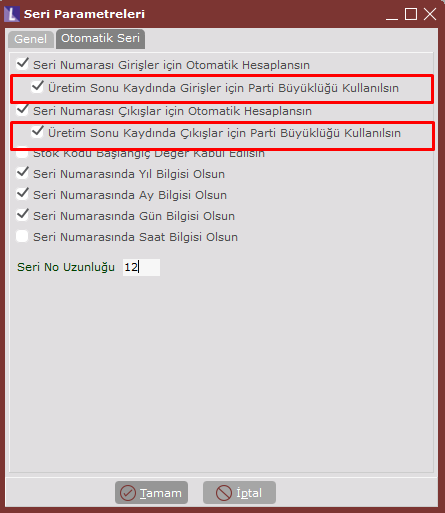 Seri Parametreleri
Genel Otomatik Seri
Seri Numarası Girişler için Otomatik Hesaplansın
Üretim Sonu Kaydında Girişler için Parti Büyüklüğü Kullanılsın
Seri Numarası Çıkışlar için Otomatik Hesaplansın
Üretim Sonu Kaydında Çıkışlar için Parti Büyüklüğü Kullanılsın
Stok Kodu Başlangıç Değer Kabul Edilsin
Seri Numarasında Yıl Bilgisi Olsun
Seri Numarasında Ay Bilgisi Olsun
Seri Numarasında Gün Bilgisi Olsun
Seri Numarasında Saat Bilgisi Olsun
Seri No Uzunluğu 12
Tamam İptal